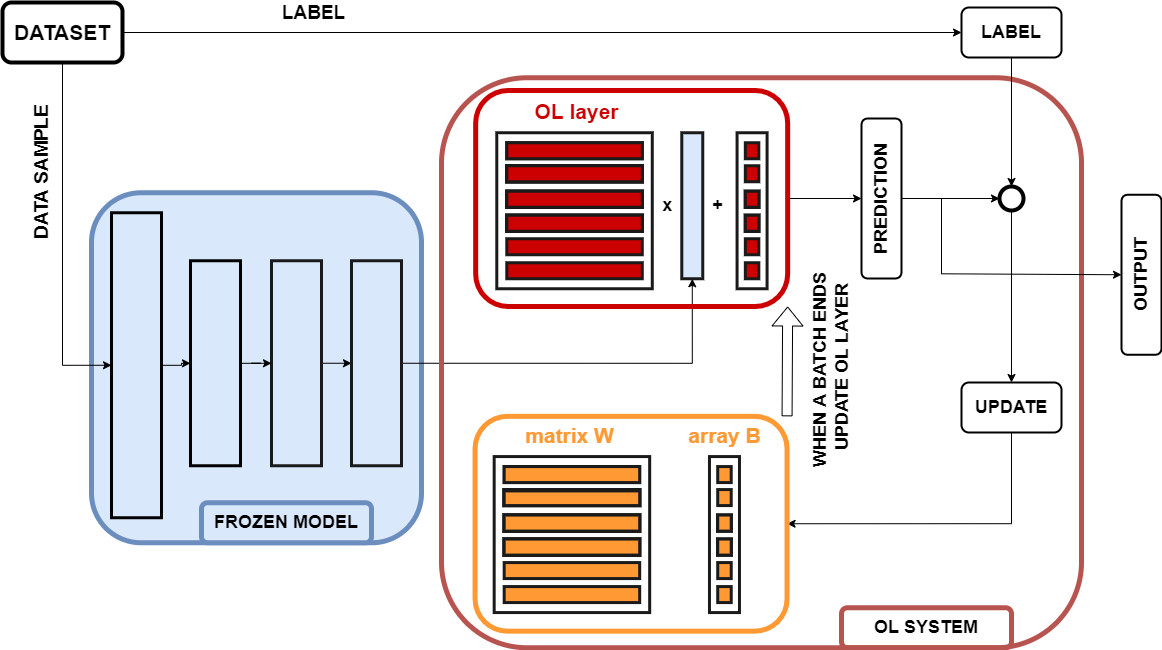 LABEL
DATASET
LABEL
DATA SAMPLE
OL layer
x
+
PREDICTION
OUTPUT
WHEN A BATCH ENDS
UPDATE OL LAYER
UPDATE
matrix W
array B
FROZEN MODEL
OL SYSTEM